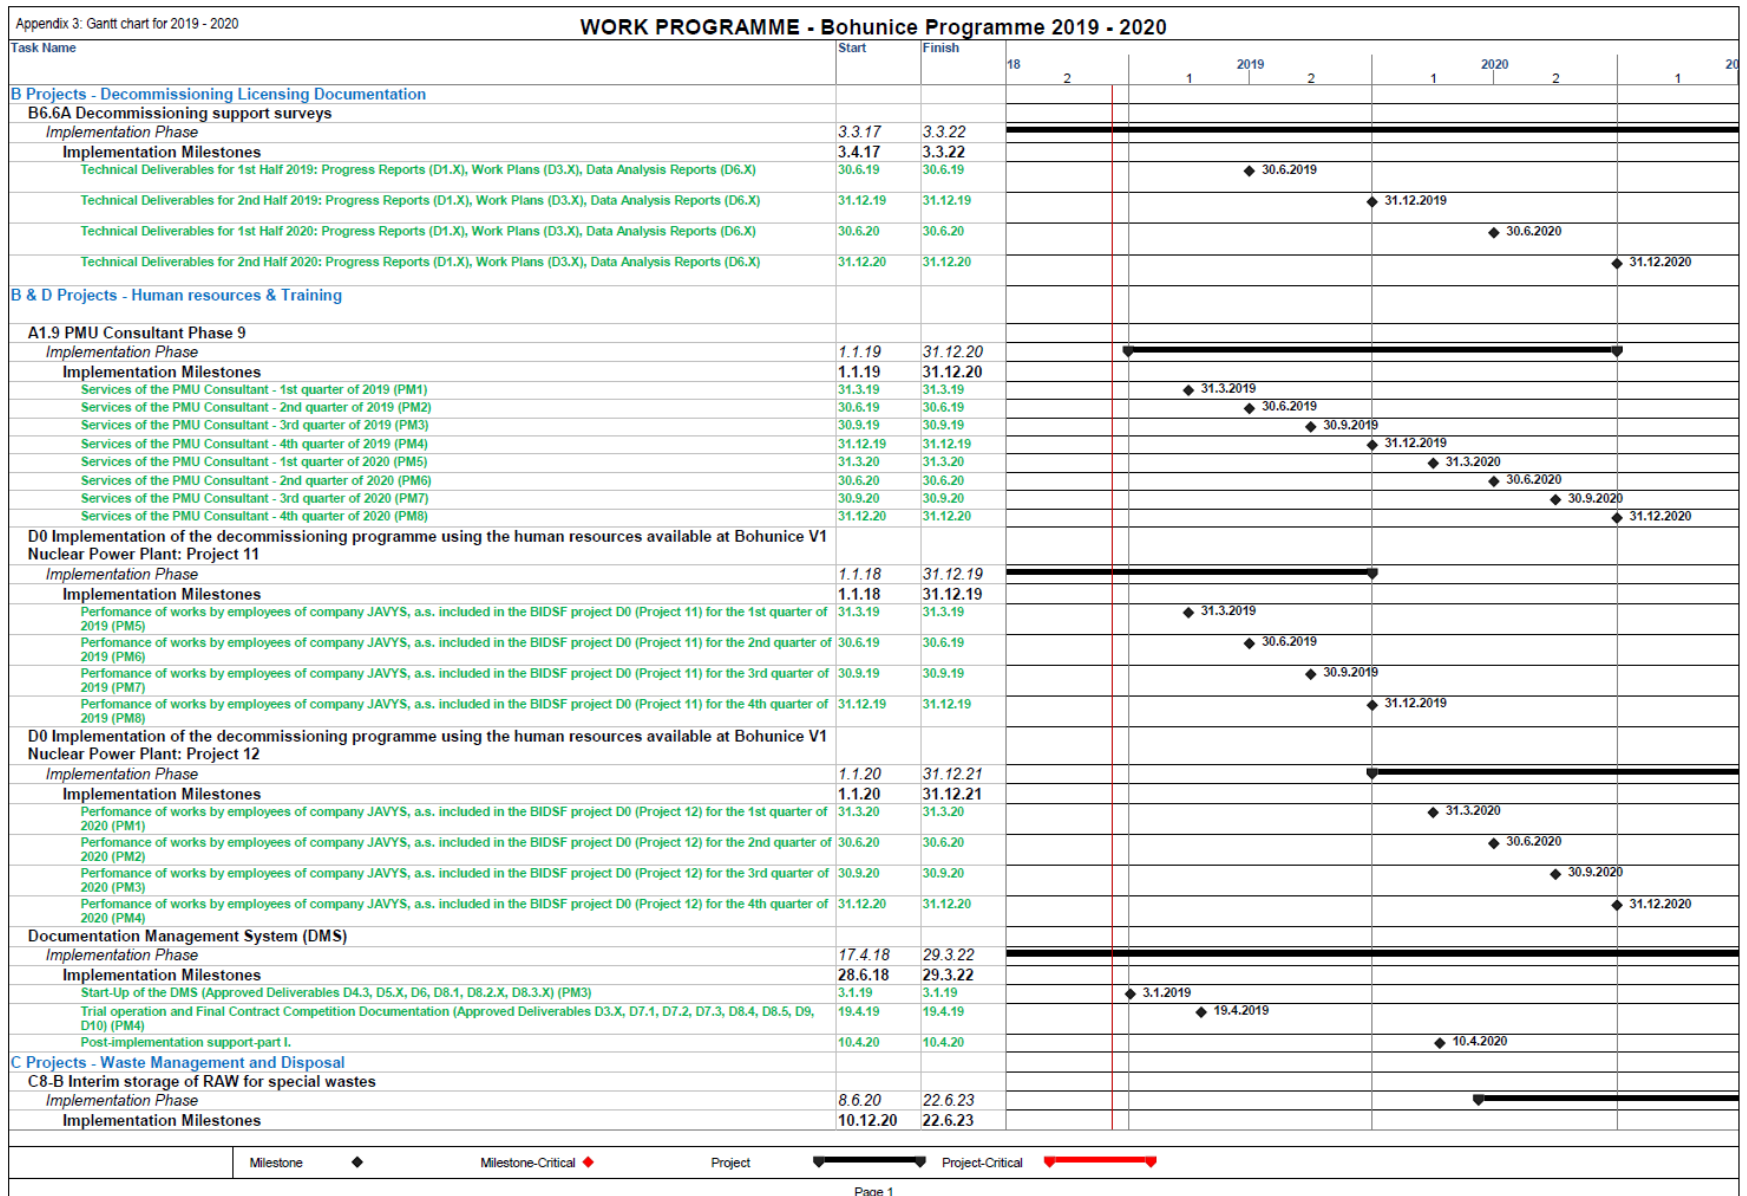 Appendix 3: Gantt chart for 2019 - 2020
WORK PROGRAMME - Bohunice Programme 2019 - 2020
Task Name Start Finish
18 2019 2020 20
2 1 2 1 2 1
B Projects - Decommissioning Licensing Documentation
B6.6A Decommissioning support surveys
Implementation Phase 3.3.17 3.3.22
Implementation Milestones 3.4.17 3.3.22
Technical Deliverables for 1st Half 2019: Progress Reports (D1.X), Work Plans (D3.X), Data Analysis Reports (D6.X) 30.6.19 30.6.19 30.6.2019
Technical Deliverables for 2nd Half 2019: Progress Reports (D1.X), Work Plans (D3.X), Data Analysis Reports (D6.X) 31.12.19 31.12.19 31.12.2019
Technical Deliverables for 1st Half 2020: Progress Reports (D1.X), Work Plans (D3.X), Data Analysis Reports (D6.X) 30.6.20 30.6.20 30.6.2020
Technical Deliverables for 2nd Half 2020: Progress Reports (D1.X), Work Plans (D3.X), Data Analysis Reports (D6.X) 31.12.20 31.12.20 31.12.2020
B & D Projects - Human resources & Training
A1.9 PMU Consultant Phase 9
Implementation Phase 1.1.19 31.12.20
Implementation Milestones 1.1.19 31.12.20
Services of the PMU Consultant - 1st quarter of 2019 (PM1) 31.3.19 31.3.19 31.3.2019
Services of the PMU Consultant - 2nd quarter of 2019 (PM2) 30.6.19 30.6.19 30.6.2019
Services of the PMU Consultant - 3rd quarter of 2019 (PM3) 30.9.19 30.9.19 30.9.2019
Services of the PMU Consultant - 4th quarter of 2019 (PM4) 31.12.19 31.12.19 31.12.2019
Services of the PMU Consultant - 1st quarter of 2020 (PM5) 31.3.20 31.3.20 31.3.2020
Services of the PMU Consultant - 2nd quarter of 2020 (PM6) 30.6.20 30.6.20 30.6.2020
Services of the PMU Consultant - 3rd quarter of 2020 (PM7) 30.9.20 30.9.20 30.9.2020
Services of the PMU Consultant - 4th quarter of 2020 (PM8) 31.12.20 31.12.20 31.12.2020
D0 Implementation of the decommissioning programme using the human resources available at Bohunice V1
Nuclear Power Plant: Project 11
Implementation Phase 1.1.18 31.12.19
Implementation Milestones 1.1.18 31.12.19
Perfomance of works by employees of company JAVYS, a.s. included in the BIDSF project D0 (Project 11) for the 1st quarter of 31.3.19 31.3.19 31.3.2019
2019 (PM5)
Perfomance of works by employees of company JAVYS, a.s. included in the BIDSF project D0 (Project 11) for the 2nd quarter of 30.6.19 30.6.19 30.6.2019
2019 (PM6)
Perfomance of works by employees of company JAVYS, a.s. included in the BIDSF project D0 (Project 11) for the 3rd quarter of 30.9.19 30.9.19 30.9.2019
2019 (PM7)
Perfomance of works by employees of company JAVYS, a.s. included in the BIDSF project D0 (Project 11) for the 4th quarter of 31.12.19 31.12.19 31.12.2019
2019 (PM8)
D0 Implementation of the decommissioning programme using the human resources available at Bohunice V1
Nuclear Power Plant: Project 12
Implementation Phase 1.1.20 31.12.21
Implementation Milestones 1.1.20 31.12.21
Perfomance of works by employees of company JAVYS, a.s. included in the BIDSF project D0 (Project 12) for the 1st quarter of 31.3.20 31.3.20 31.3.2020
2020 (PM1)
Perfomance of works by employees of company JAVYS, a.s. included in the BIDSF project D0 (Project 12) for the 2nd quarter of 30.6.20 30.6.20 30.6.2020
2020 (PM2)
Perfomance of works by employees of company JAVYS, a.s. included in the BIDSF project D0 (Project 12) for the 3rd quarter of 30.9.20 30.9.20 30.9.2020
2020 (PM3)
Perfomance of works by employees of company JAVYS, a.s. included in the BIDSF project D0 (Project 12) for the 4th quarter of 31.12.20 31.12.20 31.12.2020
2020 (PM4)
Documentation Management System (DMS)
Implementation Phase 17.4.18 29.3.22
Implementation Milestones 28.6.18 29.3.22
Start-Up of the DMS (Approved Deliverables D4.3, D5.X, D6, D8.1, D8.2.X, D8.3.X) (PM3) 3.1.19 3.1.19 3.1.2019
Trial operation and Final Contract Competition Documentation (Approved Deliverables D3.X, D7.1, D7.2, D7.3, D8.4, D8.5, D9, 19.4.19 19.4.19 19.4.2019
D10) (PM4)
Post-implementation support-part I. 10.4.20 10.4.20 10.4.2020
C Projects - Waste Management and Disposal
C8-B Interim storage of RAW for special wastes
Implementation Phase 8.6.20 22.6.23
Implementation Milestones 10.12.20 22.6.23
Milestone Milestone-Critical Project Project-Critical
Page 1